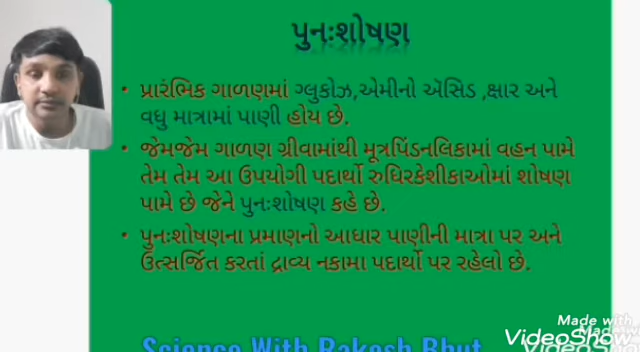 પુનઃશોષણ
• પ્રારંભિક ગાળણમાં ગ્લુકોઝ,એમીનો ઍસિડ ,ક્ષાર અને
વધુ માત્રામાં પાણી હોય છે.
• જેમજેમ ગાળણ ગ્રીવામાંથી મૂત્રપિંડનલિકામાં વહન પામે
તેમ તેમ આ ઉપયોગી પદાર્થો રુધિરકેશીકાઓમાં શોષણ
પામે છે જેને પુનઃશોષણ કહે છે.
• પુનઃશોષણના પ્રમાણનો આધાર પાણીની માત્રા પર અને
ઉત્સર્જિત કરતાં દ્રાવ્ય નકામા પદાર્થો પર રહેલો છે.
Science With Rakesh Bhut
Made with
VideoShow